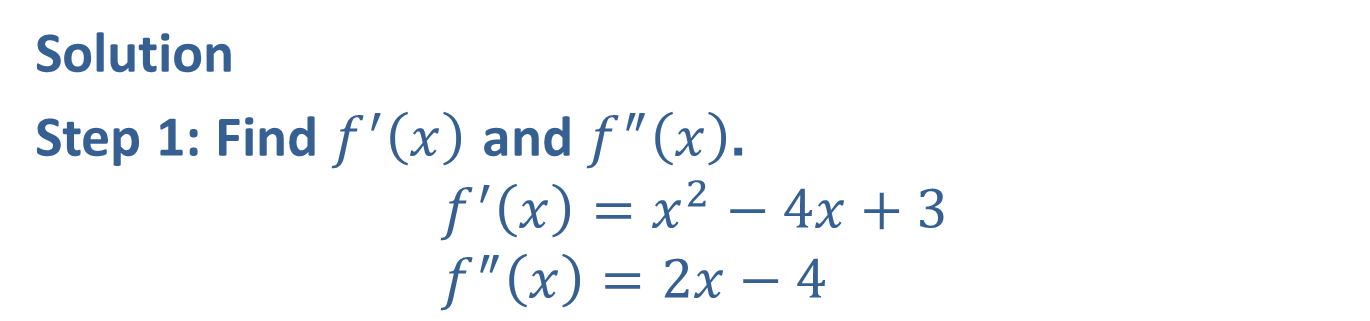 Solution
Step 1: Find f′(x) and f″(x).
f′(x) = x² − 4x + 3
f″(x) = 2x − 4